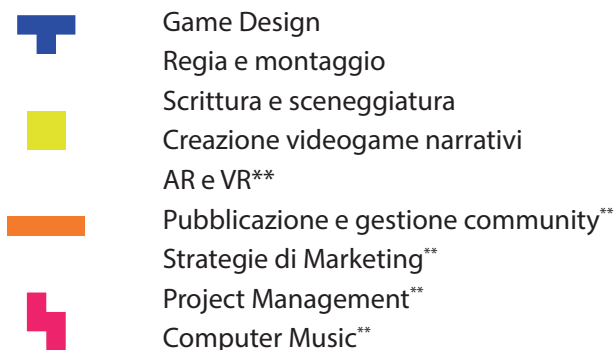 Game Design
Regia e montaggio
Scrittura e sceneggiatura
Creazione videogame narrativi
AR e VR**
Pubblicazione e gestione community**
Strategie di Marketing**
Project Management**
Computer Music**